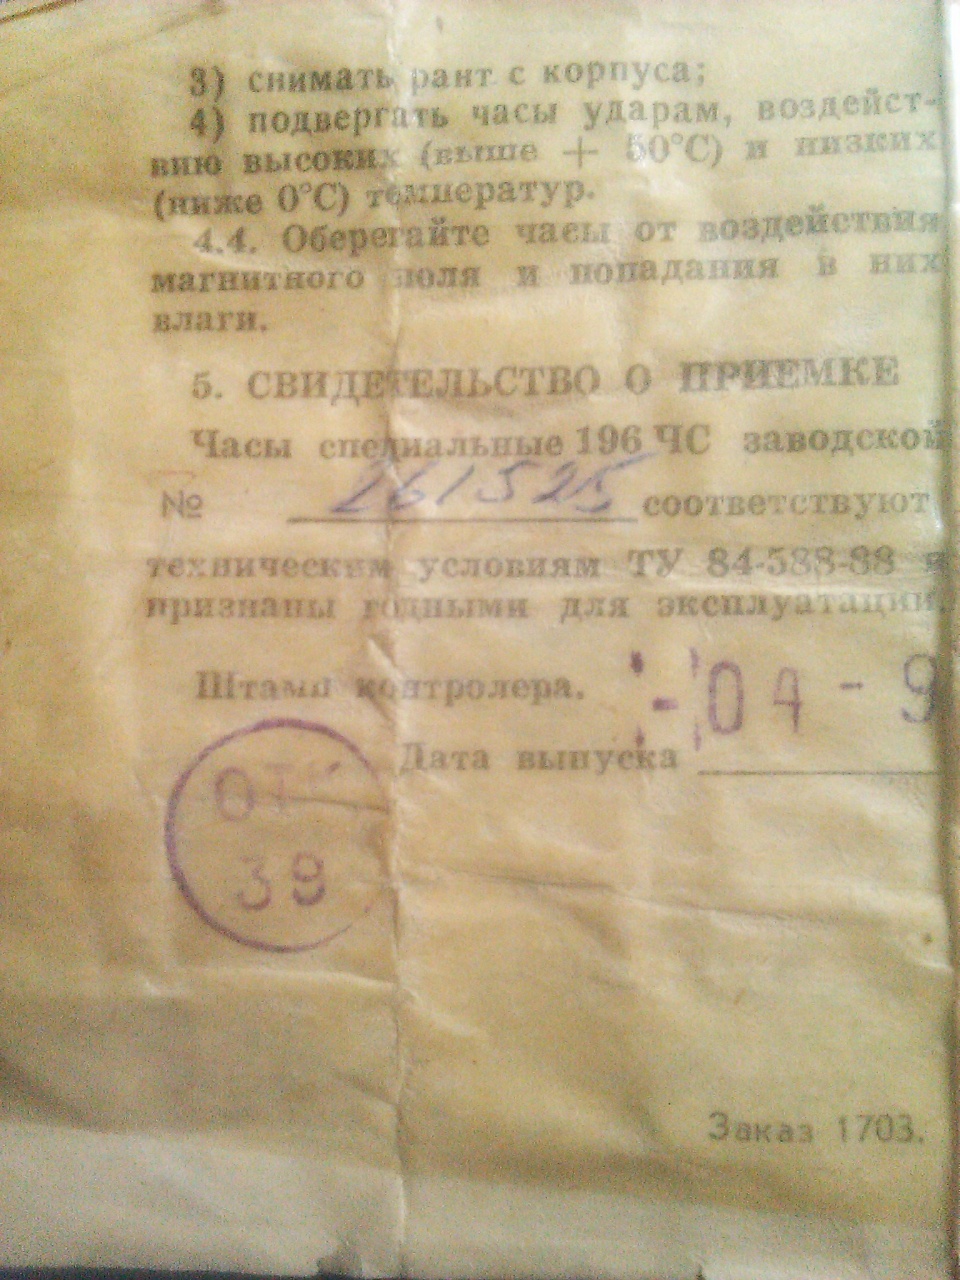 3) снимать рант с корпуса;
4) подвергать часы ударам, воздейст-
вию высоких (выше + 50°С) и низких
(ниже 0°С) температур.
4.4. Оберегайте часы от воздействия
магнитного поля и попадания в них
влаги.
5. СВИДЕТЕЛЬСТВО О ПРИЕМКЕ
Часы специальные 196 ЧС заводской
№ 261525 соответствуют
техническим условиям ТУ 84-588-88 и
признаны годными для эксплуатации.
Штамп контролера.
-04-9
Дата выпуска
ОТК
39
Заказ 1703.